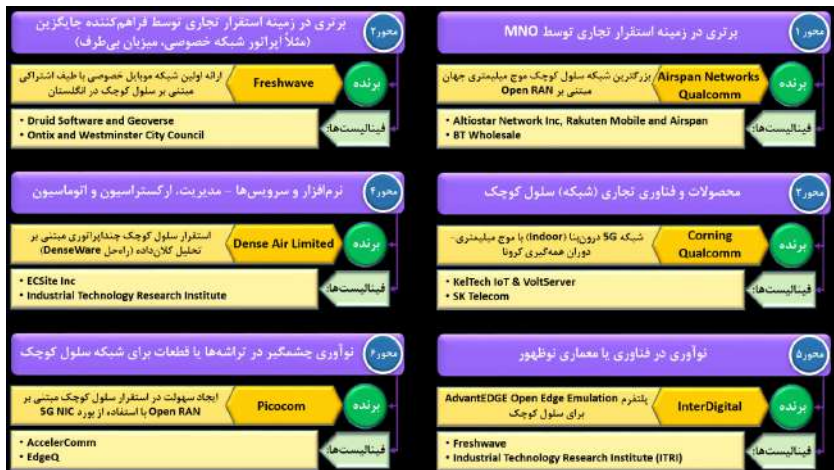 محور ۱
برتری در زمینه استقرار تجاری توسط MNO
برنده
Airspan Networks
Qualcomm
بزرگترین شبکه سلول کوچک موج میلیمتری جهان
مبتنی بر Open RAN
فینالیست‌ها:
• Altiostar Network Inc, Rakuten Mobile and Airspan
• BT Wholesale
محور۲
برتری در زمینه استقرار تجاری توسط فراهم‌کننده جایگزین
(مثلاً اپراتور شبکه خصوصی، میزبان بی‌طرف)
برنده
Freshwave
ارائه اولین شبکه موبایل خصوصی با طیف اشتراکی
مبتنی بر سلول کوچک در انگلستان
فینالیست‌ها:
• Druid Software and Geoverse
• Ontix and Westminster City Council
محور۳
محصولات و فناوری تجاری (شبکه) سلول کوچک
برنده
Corning
Qualcomm
شبکه 5G درون‌بنا (Indoor) با موج میلیمتری-
دوران همه‌گیری کرونا
فینالیست‌ها:
• KelTech IoT & VoltServer
• SK Telecom
محور۴
نرم‌افزار و سرویس‌ها – مدیریت، ارکستراسیون و اتوماسیون
برنده
Dense Air Limited
استقرار سلول کوچک چنداپراتوری مبتنی بر
تحلیل کلان‌داده (راه‌حل DenseWare)
فینالیست‌ها:
• ECSite Inc
• Industrial Technology Research Institute
محور۵
نوآوری در فناوری یا معماری نوظهور
برنده
InterDigital
پلتفرم AdvantEDGE Open Edge Emulation
برای سلول کوچک
فینالیست‌ها:
• Freshwave
• Industrial Technology Research Institute (ITRI)
محور۶
نوآوری چشمگیر در تراشه‌ها یا قطعات برای شبکه سلول کوچک
برنده
Picocom
ایجاد سهولت در استقرار سلول کوچک مبتنی بر
Open RAN با استفاده از بورد 5G NIC
فینالیست‌ها:
• AccelerComm
• EdgeQ